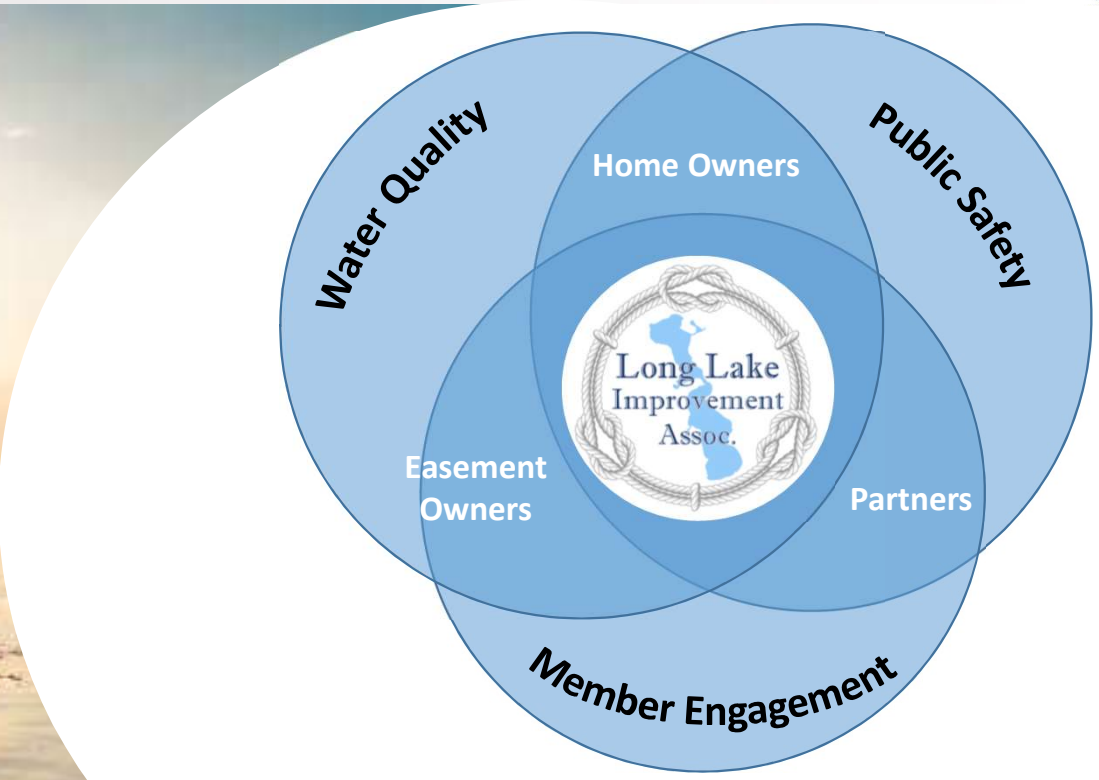 Water Quality
Public Safety
Home Owners
Long Lake
Improvement
Assoc.
Easement
Owners
Partners
Member Engagement